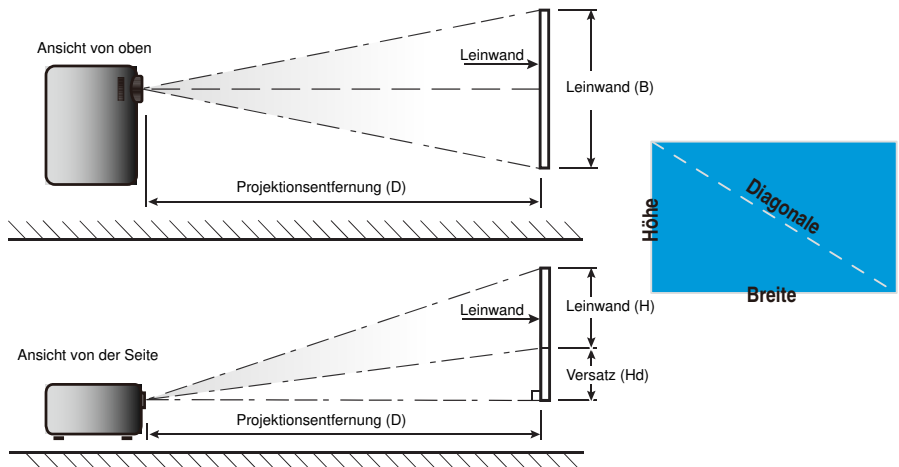 Ansicht von oben
Leinwand
Leinwand (B)
Projektionsentfernung (D)
Höhe
Diagonale
Breite
Ansicht von der Seite
Leinwand
Leinwand (H)
Versatz (Hd)
Projektionsentfernung (D)